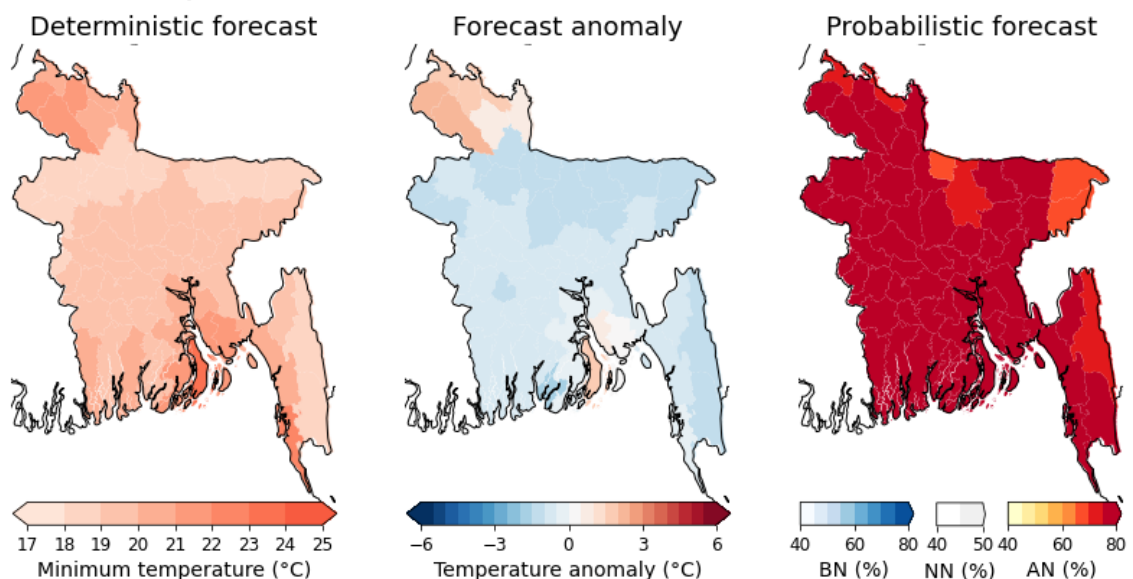 Deterministic forecast
Forecast anomaly
Probabilistic forecast
17 18 19 20 21 22 23 24 25
Minimum temperature (°C)
−6 −3 0 3 6
Temperature anomaly (°C)
40 60 80
BN (%)
40 50
NN (%)
40 60 80
AN (%)